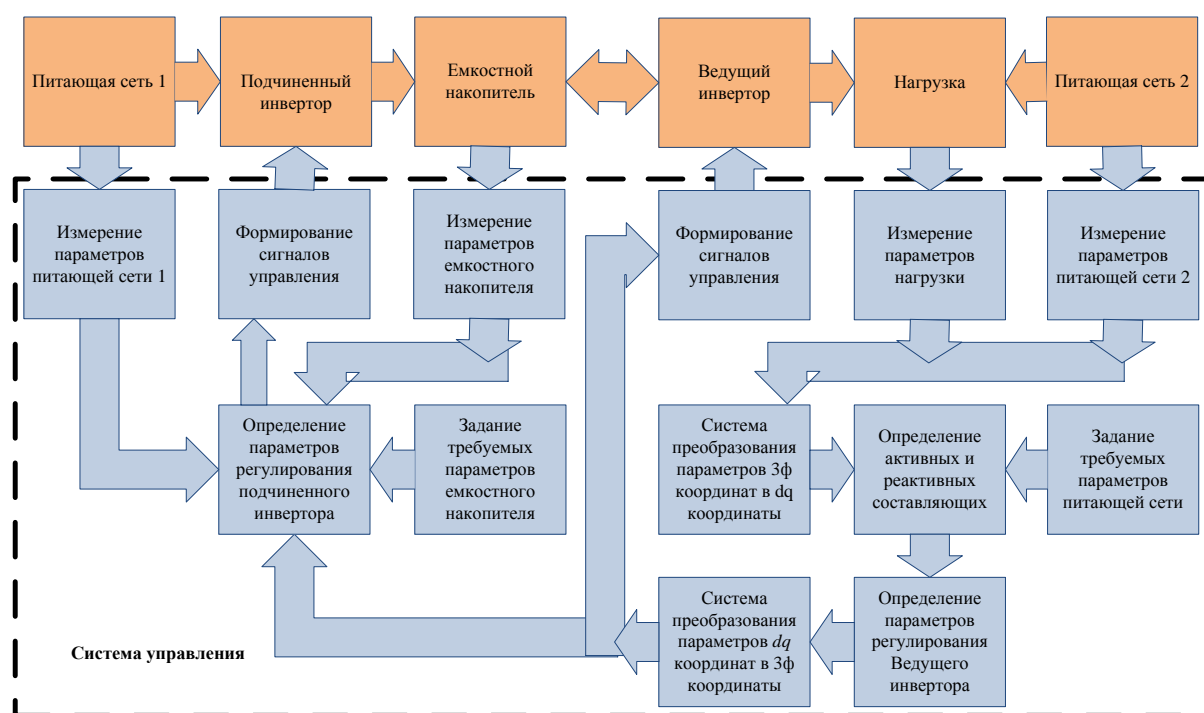 Питающая сеть 1
Подчиненный
инвертор
Емкостной
накопитель
Ведущий
инвертор
Нагрузка
Питающая сеть 2
Измерение
параметров
питающей сети 1
Формирование
сигналов
управления
Измерение
параметров
емкостного
накопителя
Формирование
сигналов
управления
Измерение
параметров
нагрузки
Измерение
параметров
питающей сети 2
Определение
параметров
регулирования
подчиненного
инвертора
Задание
требуемых
параметров
емкостного
накопителя
Система
преобразования
параметров 3ф
координат в dq
координаты
Определение
активных и
реактивных
составляющих
Задание
требуемых
параметров
питающей сети
Система управления
Система
преобразования
параметров dq
координат в 3ф
координаты
Определение
параметров
регулирования
Ведущего
инвертора